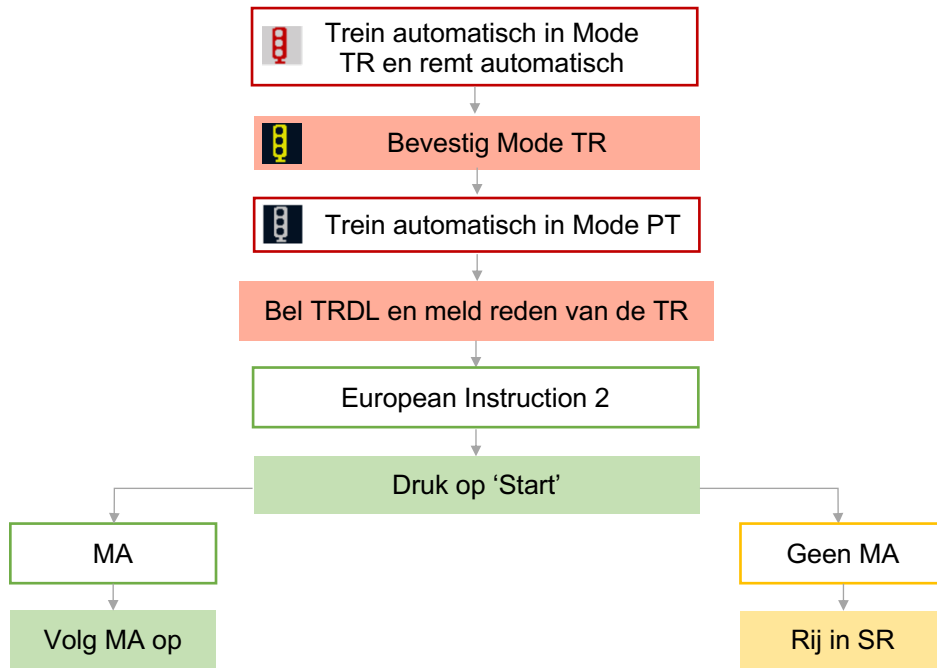 Trein automatisch in Mode
TR en remt automatisch
Bevestig Mode TR
Trein automatisch in Mode PT
Bel TRDL en meld reden van de TR
European Instruction 2
Druk op ‘Start’
MA
Geen MA
Volg MA op
Rij in SR